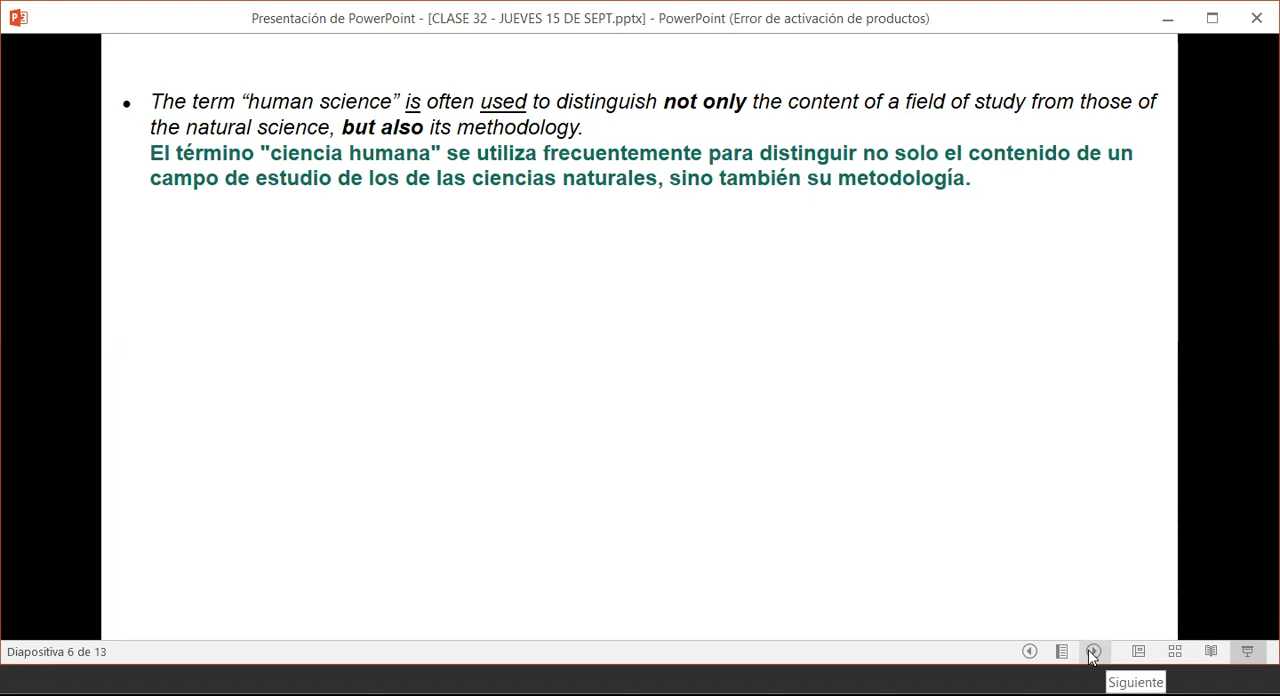 Presentación de PowerPoint - [CLASE 32 - JUEVES 15 DE SEPT.pptx] - PowerPoint (Error de activación de productos)
• The term “human science” is often used to distinguish not only the content of a field of study from those of
the natural science, but also its methodology.
El término "ciencia humana" se utiliza frecuentemente para distinguir no solo el contenido de un
campo de estudio de los de las ciencias naturales, sino también su metodología.
Diapositiva 6 de 13
Siguiente